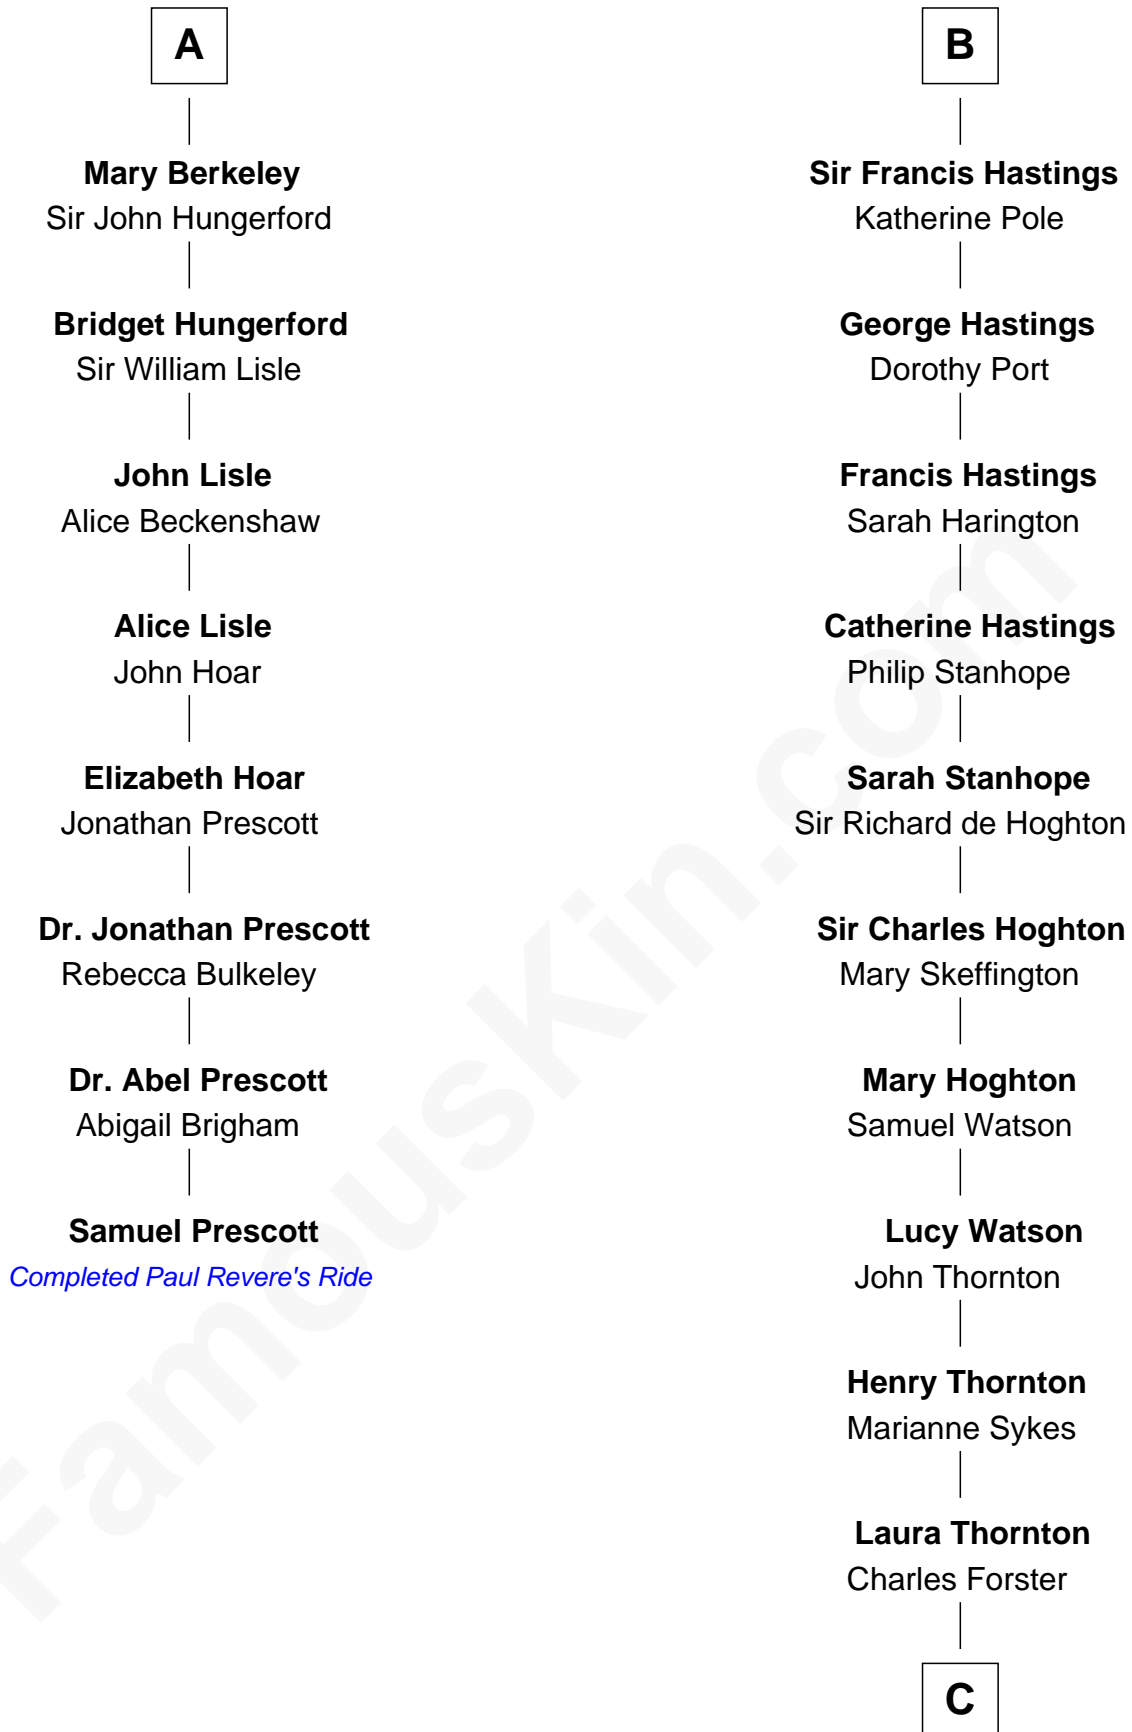 A
Mary Berkeley
Sir John Hungerford
Bridget Hungerford
Sir William Lisle
John Lisle
Alice Beckenshaw
Alice Lisle
John Hoar
Elizabeth Hoar
Jonathan Prescott
Dr. Jonathan Prescott
Rebecca Bulkeley
Dr. Abel Prescott
Abigail Brigham
Samuel Prescott
Completed Paul Revere's Ride
B
Sir Francis Hastings
Katherine Pole
George Hastings
Dorothy Port
Francis Hastings
Sarah Harington
Catherine Hastings
Philip Stanhope
Sarah Stanhope
Sir Richard de Hoghton
Sir Charles Hoghton
Mary Skeffington
Mary Hoghton
Samuel Watson
Lucy Watson
John Thornton
Henry Thornton
Marianne Sykes
Laura Thornton
Charles Forster
C
FamousKin.com